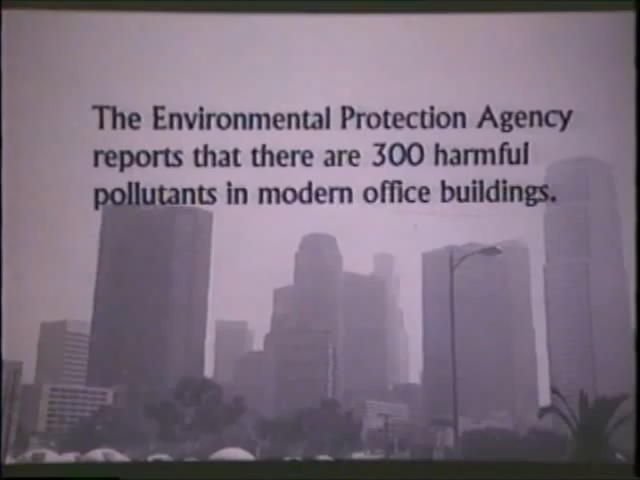 The Environmental Protection Agency
reports that there are 300 harmful
pollutants in modern office buildings.